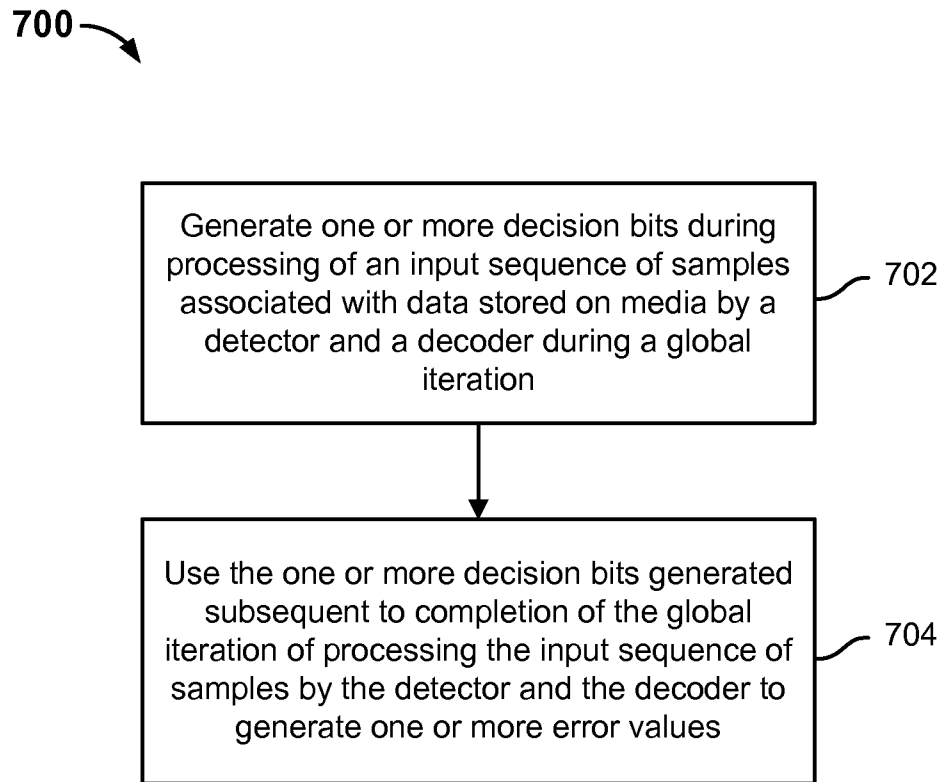 700
Generate one or more decision bits during
processing of an input sequence of samples
associated with data stored on media by a
detector and a decoder during a global
iteration
702
Use the one or more decision bits generated
subsequent to completion of the global
iteration of processing the input sequence of
samples by the detector and the decoder to
generate one or more error values
704